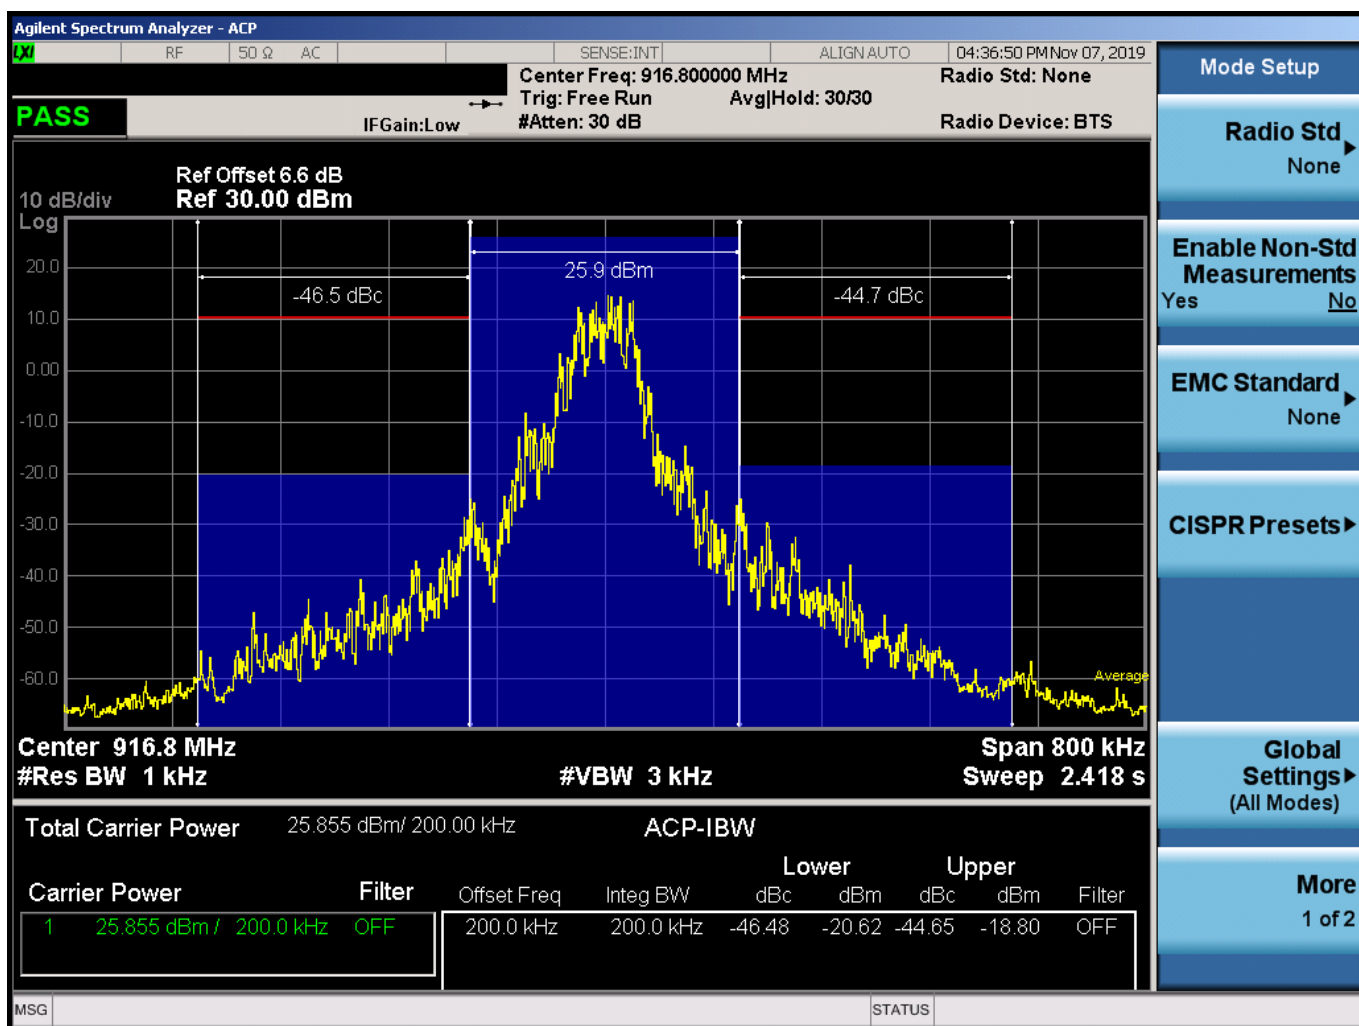 Agilent Spectrum Analyzer - ACP
LXI RF 50 Ω AC SENSE:INT ALIGN AUTO 04:36:50 PM Nov 07, 2019
Center Freq: 916.800000 MHz Radio Std: None
Trig: Free Run Avg|Hold: 30/30
PASS IFGain:Low #Atten: 30 dB Radio Device: BTS
Ref Offset 6.6 dB
10 dB/div Ref 30.00 dBm
Log
20.0
10.0
0.00
-10.0
-20.0
-30.0
-40.0
-50.0
-60.0
25.9 dBm
-46.5 dBc -44.7 dBc
Average
Center 916.8 MHz Span 800 kHz
#Res BW 1 kHz #VBW 3 kHz Sweep 2.418 s
Total Carrier Power 25.855 dBm/ 200.00 kHz ACP-IBW
Lower Upper
Carrier Power Filter Offset Freq Integ BW dBc dBm dBc dBm Filter
1 25.855 dBm / 200.0 kHz OFF 200.0 kHz 200.0 kHz -46.48 -20.62 -44.65 -18.80 OFF
MSG STATUS
Mode Setup
Radio Std
None
Enable Non-Std
Measurements
Yes No
EMC Standard
None
CISPR Presets
Global
Settings
(All Modes)
More
1 of 2